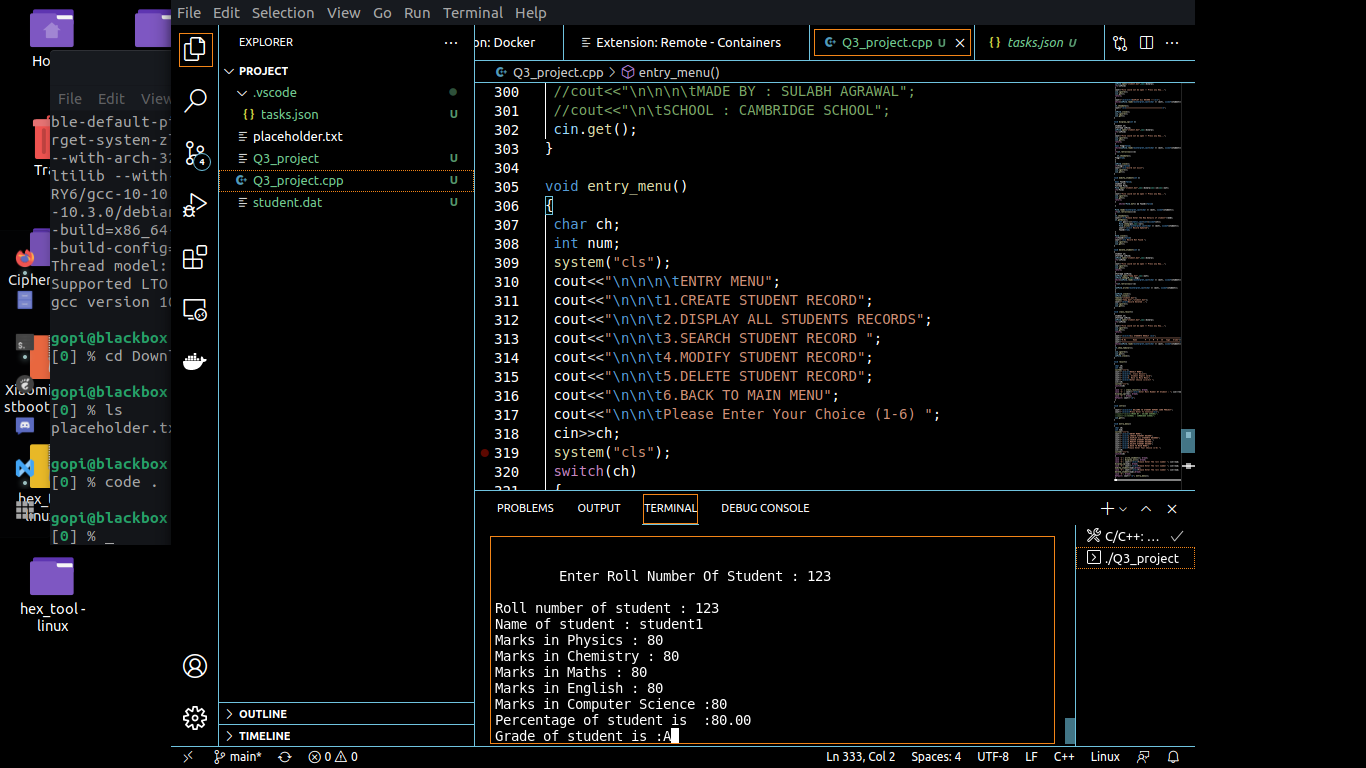 File Edit Selection View Go Run Terminal Help
File Edit View
ble-default-pi
rget-system-zl
--with-arch-32
ltlib --with-
RY6/gcc-10-10
-10.3.0/debian
-build=x86_64
-build-config=
Thread model:
Supported LTO
gcc version 10
gopi@blackbox
[0] % cd Down
gopi@blackbox
[0] % ls
placeholder.tx
gopi@blackbox
[0] % code .
gopi@blackbox
[0] % _
hex_tool -
linux
EXPLORER
PROJECT
.vscode
tasks.json U
placeholder.txt
Q3_project U
Q3_project.cpp U
student.dat U
OUTLINE
TIMELINE
on: Docker
Extension: Remote - Containers
Q3_project.cpp U
tasks.json U
Q3_project.cpp > entry_menu()
300 //cout<<"\n\n\n\tMADE BY : SULABH AGRAWAL";
301 //cout<<"\n\n\tSCHOOL : CAMBRIDGE SCHOOL";
302 cin.get();
303 }
304
305 void entry_menu()
306 {
307 char ch;
308 int num;
309 system("cls");
310 cout<<"\n\n\n\tENTRY MENU";
311 cout<<"\n\n\t1.CREATE STUDENT RECORD";
312 cout<<"\n\n\t2.DISPLAY ALL STUDENTS RECORDS";
313 cout<<"\n\n\t3.SEARCH STUDENT RECORD ";
314 cout<<"\n\n\t4.MODIFY STUDENT RECORD";
315 cout<<"\n\n\t5.DELETE STUDENT RECORD";
316 cout<<"\n\n\t6.BACK TO MAIN MENU";
317 cout<<"\n\n\tPlease Enter Your Choice (1-6) ";
318 cin>>ch;
319 system("cls");
320 switch(ch)
321 {
PROBLEMS OUTPUT TERMINAL DEBUG CONSOLE
C/C++: ...
./Q3_project
Enter Roll Number Of Student : 123
Roll number of student : 123
Name of student : student1
Marks in Physics : 80
Marks in Chemistry : 80
Marks in Maths : 80
Marks in English : 80
Marks in Computer Science :80
Percentage of student is  :80.00
Grade of student is :A
main* 0 0 Ln 333, Col 2 Spaces: 4 UTF-8 LF C++ Linux